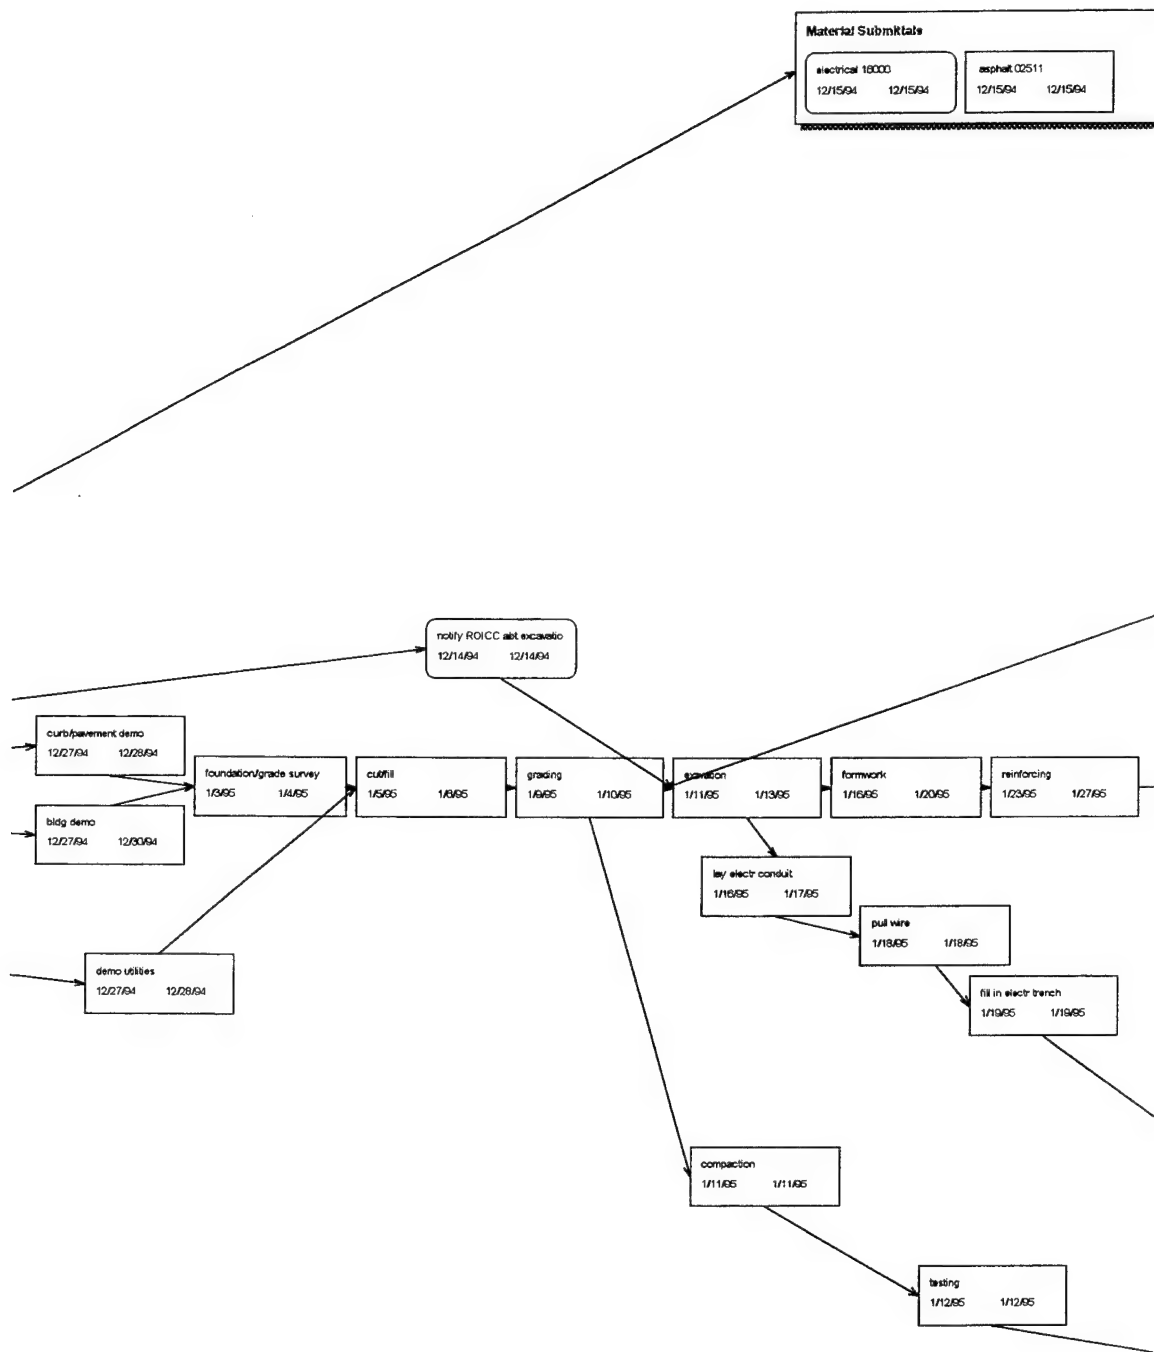 Material Submittals
electrical 16000
12/15/94 12/15/94
asphalt 02511
12/15/94 12/15/94
notify ROICC abt excavatio
12/14/94 12/14/94
curb/pavement demo
12/27/94 12/28/94
foundation/grade survey
1/3/95 1/4/95
cut/fill
1/5/95 1/6/95
grading
1/9/95 1/10/95
exavation
1/11/95 1/13/95
formwork
1/16/95 1/20/95
reinforcing
1/23/95 1/27/95
bldg demo
12/27/94 12/30/94
lay electr conduit
1/16/95 1/17/95
pull wire
1/18/95 1/18/95
demo utilities
12/27/94 12/28/94
fill in electr trench
1/19/95 1/19/95
compaction
1/11/95 1/11/95
testing
1/12/95 1/12/95